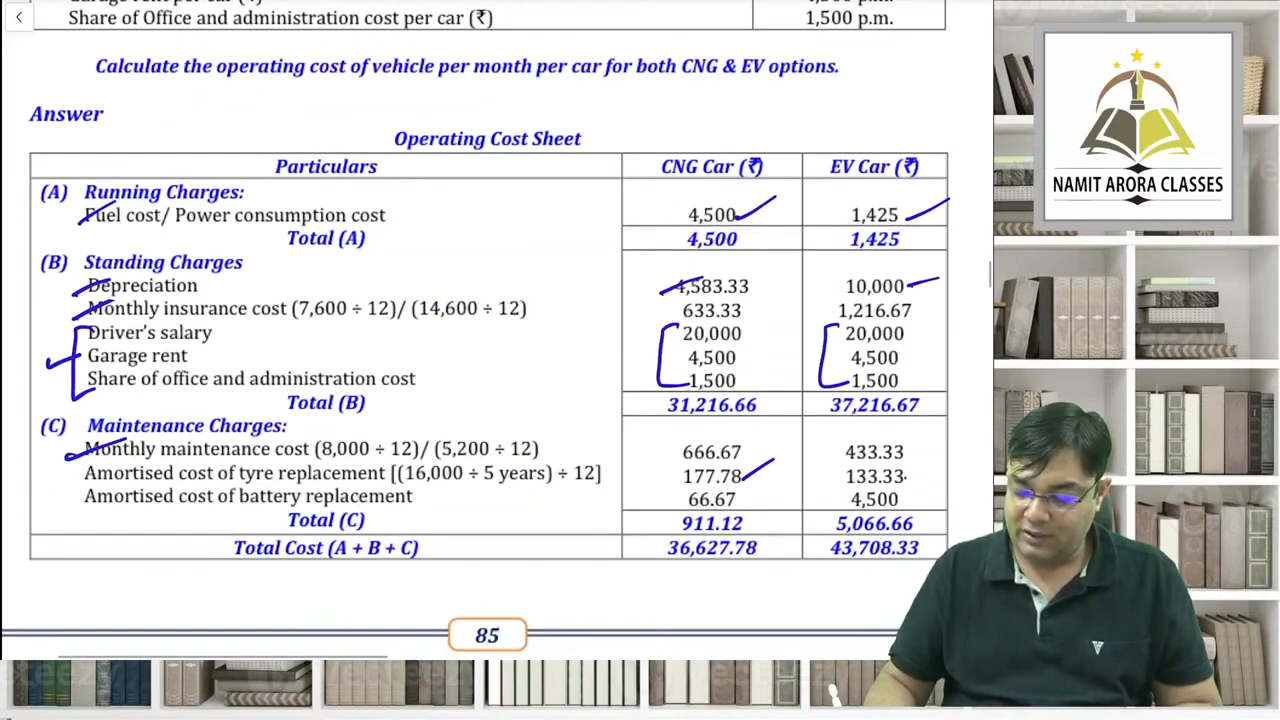 Share of Office and administration cost per car (₹) 1,500 p.m.
Calculate the operating cost of vehicle per month per car for both CNG & EV options.
Answer
Operating Cost Sheet
Particulars CNG Car (₹) EV Car (₹)
(A) Running Charges:
Fuel cost/ Power consumption cost 4,500 1,425
Total (A) 4,500 1,425
(B) Standing Charges
Depreciation 4,583.33 10,000
Monthly insurance cost (7,600 ÷ 12)/ (14,600 ÷ 12) 633.33 1,216.67
Driver's salary 20,000 20,000
Garage rent 4,500 4,500
Share of office and administration cost 1,500 1,500
Total (B) 31,216.66 37,216.67
(C) Maintenance Charges:
Monthly maintenance cost (8,000 ÷ 12)/ (5,200 ÷ 12) 666.67 433.33
Amortised cost of tyre replacement [(16,000 ÷ 5 years) ÷ 12] 177.78 133.33
Amortised cost of battery replacement 66.67 4,500
Total (C) 911.12 5,066.66
Total Cost (A + B + C) 36,627.78 43,708.33
85
NAMIT ARORA CLASSES